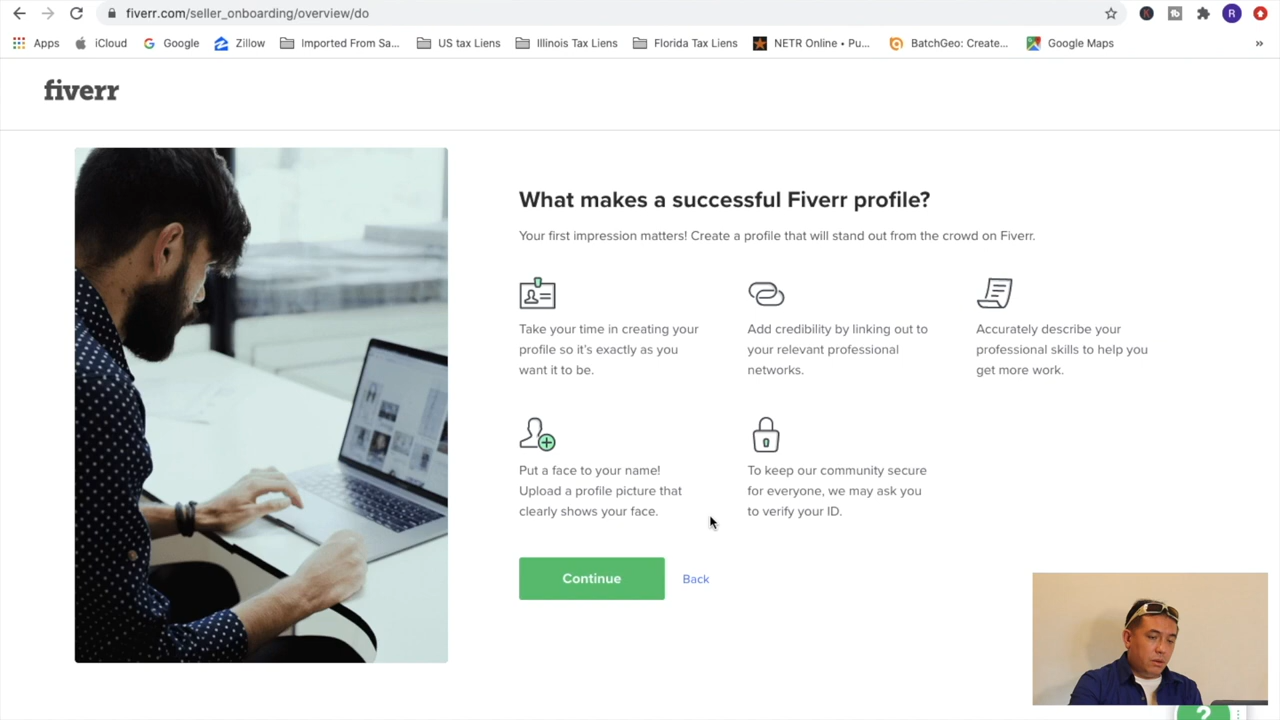 fiverr.com/seller_onboarding/overview/do
K
R
Apps
iCloud
Google
Zillow
Imported From Sa...
US tax Liens
Illinois Tax Liens
Florida Tax Liens
NETR Online • Pu...
BatchGeo: Create...
Google Maps
»
fiverr
What makes a successful Fiverr profile?
Your first impression matters! Create a profile that will stand out from the crowd on Fiverr.
Take your time in creating your
profile so it's exactly as you
want it to be.
Add credibility by linking out to
your relevant professional
networks.
Accurately describe your
professional skills to help you
get more work.
Put a face to your name!
Upload a profile picture that
clearly shows your face.
To keep our community secure
for everyone, we may ask you
to verify your ID.
Continue
Back
?